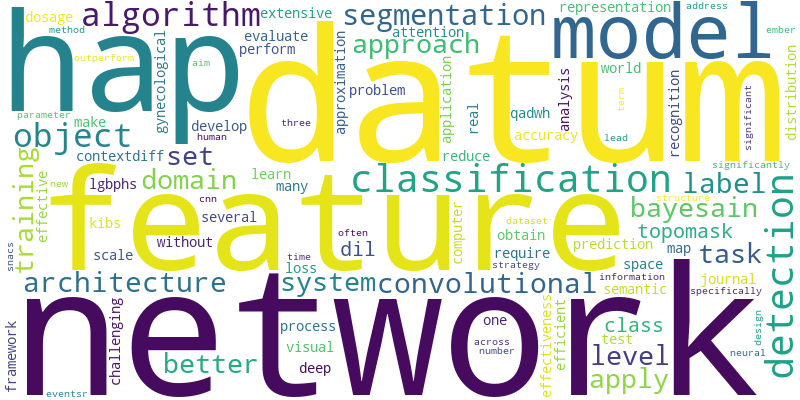 dosage
algorithm
extensive
segmentation
representation
address
method
hap
outperform
aim
gynecological
evaluate
perform
attention
approach
model
ember
datum
approximation
problem
application
real
world
analysis
recognition
significant
distribution
parameter
make
develop
human
three
qadwh
accuracy
term
lead
object
contextdiff
set
reduce
significantly
training
effective
new
lgbphs
domain
learn
many
classification
label
detection
feature
kibs
cnn
several
without
often
dil
computer
dataset
obtain
require
strategy
structure
bayesain
topomask
prediction
map
task
snacs
scale
time
loss
space
information
semantic
journal
specifically
architecture
system
convolutional
network
framework
challenging
process
visual
deep
better
eventsr
one
across
number
effectiveness
efficient
class
test
level
apply
neural
design